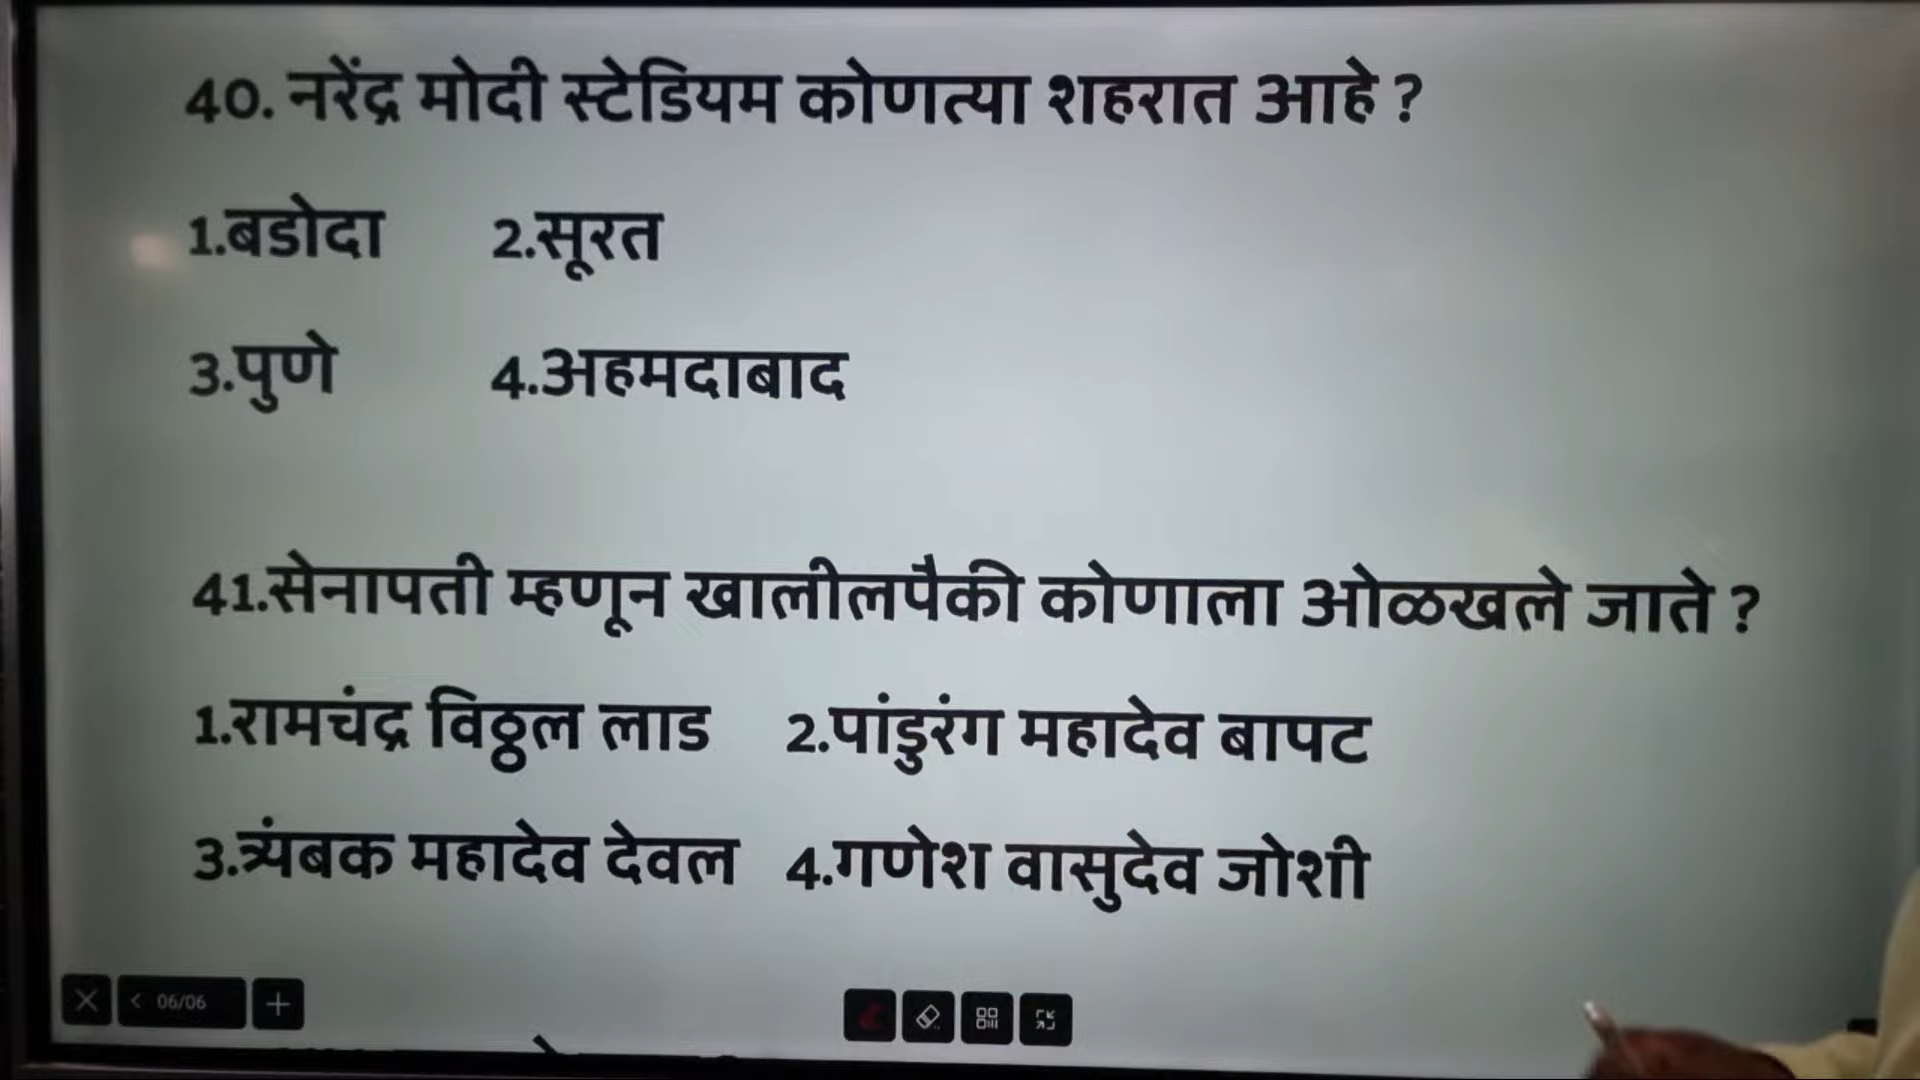 40. नरेंद्र मोदी स्टेडियम कोणत्या शहरात आहे ?
1.बडोदा 2.सूरत
3.पुणे 4.अहमदाबाद
41.सेनापती म्हणून खालीलपैकी कोणाला ओळखले जाते ?
1.रामचंद्र विठ्ठल लाड 2.पांडुरंग महादेव बापट
3.त्र्यंबक महादेव देवल 4.गणेश वासुदेव जोशी
06/06